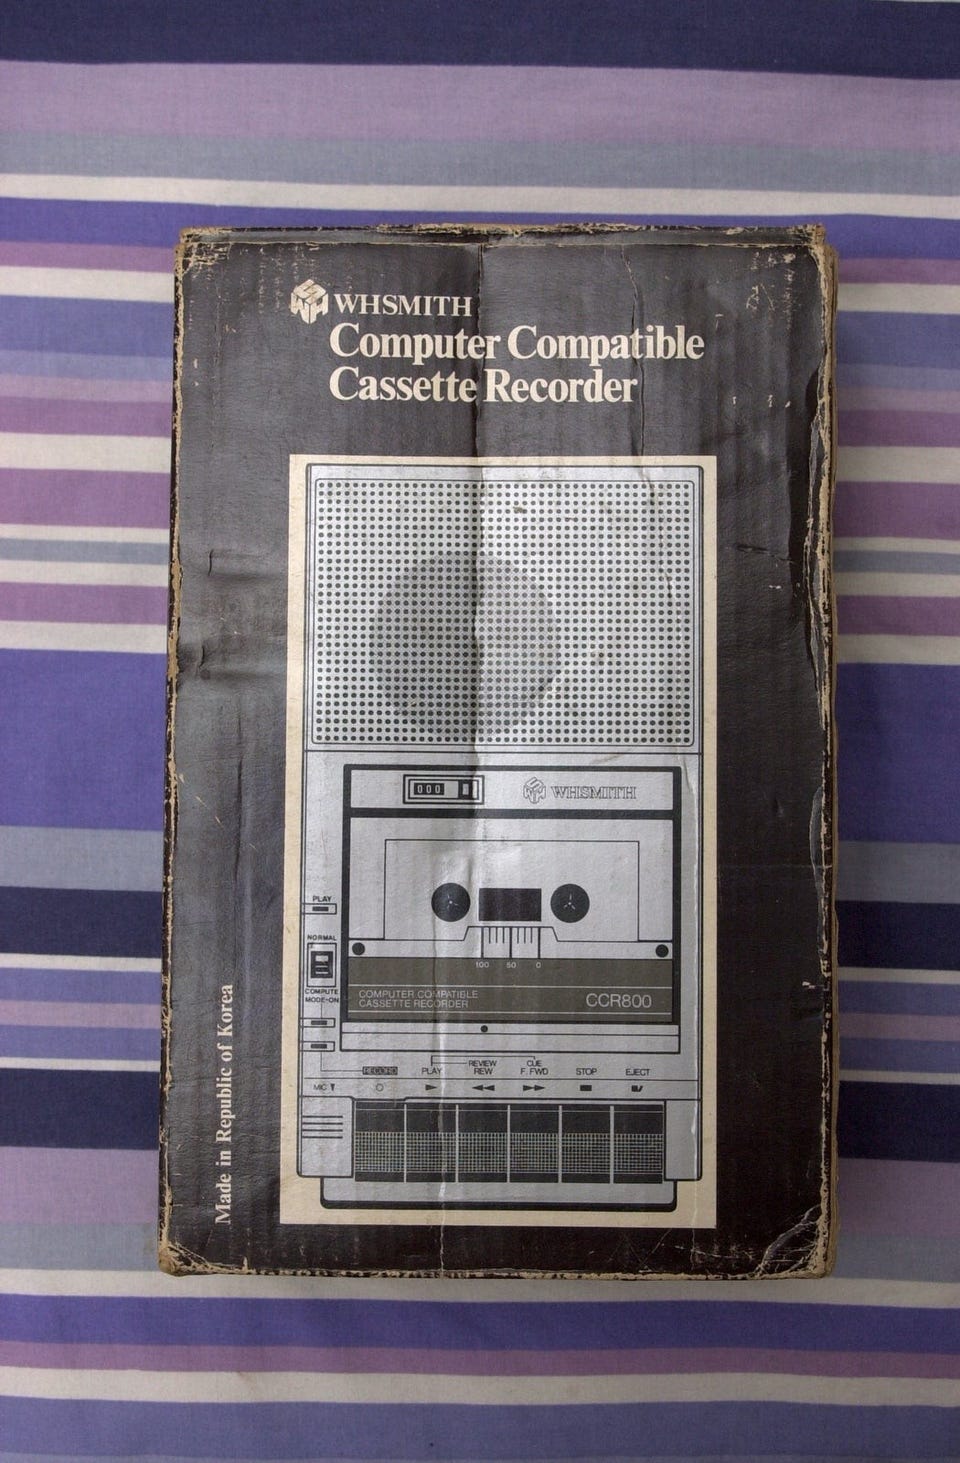 WHSMITH
Computer Compatible
Cassette Recorder
000
WHSMITH
PLAY
NORMAL
COMPUTE
MODE-ON
100 50 0
COMPUTER COMPATIBLE
CASSETTE RECORDER
CCR800
REVIEW CUE
RECORD PLAY REW F. FWD STOP EJECT
MIC
Made in Republic of Korea